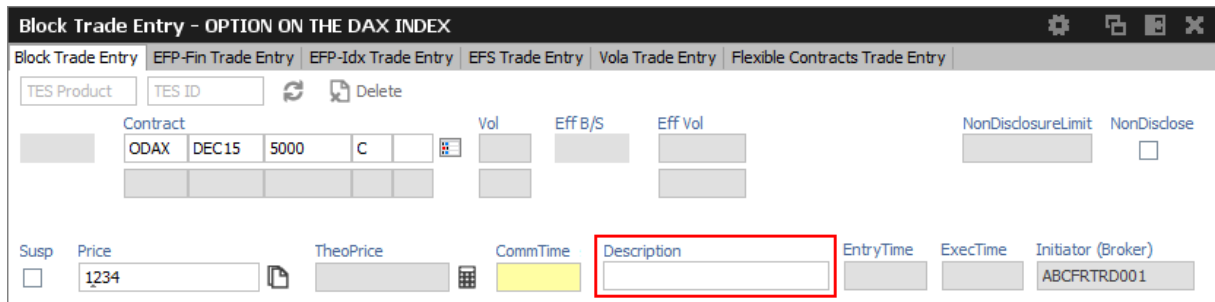 Block Trade Entry - OPTION ON THE DAX INDEX
Block Trade Entry EFP-Fin Trade Entry EFP-Idx Trade Entry EFS Trade Entry Vola Trade Entry Flexible Contracts Trade Entry
TES Product TES ID Delete
Contract Vol Eff B/S Eff Vol NonDisclosureLimit NonDisclose
ODAX DEC15 5000 C
Susp Price TheoPrice CommTime Description EntryTime ExecTime Initiator (Broker)
1234 ABCFRTRD001